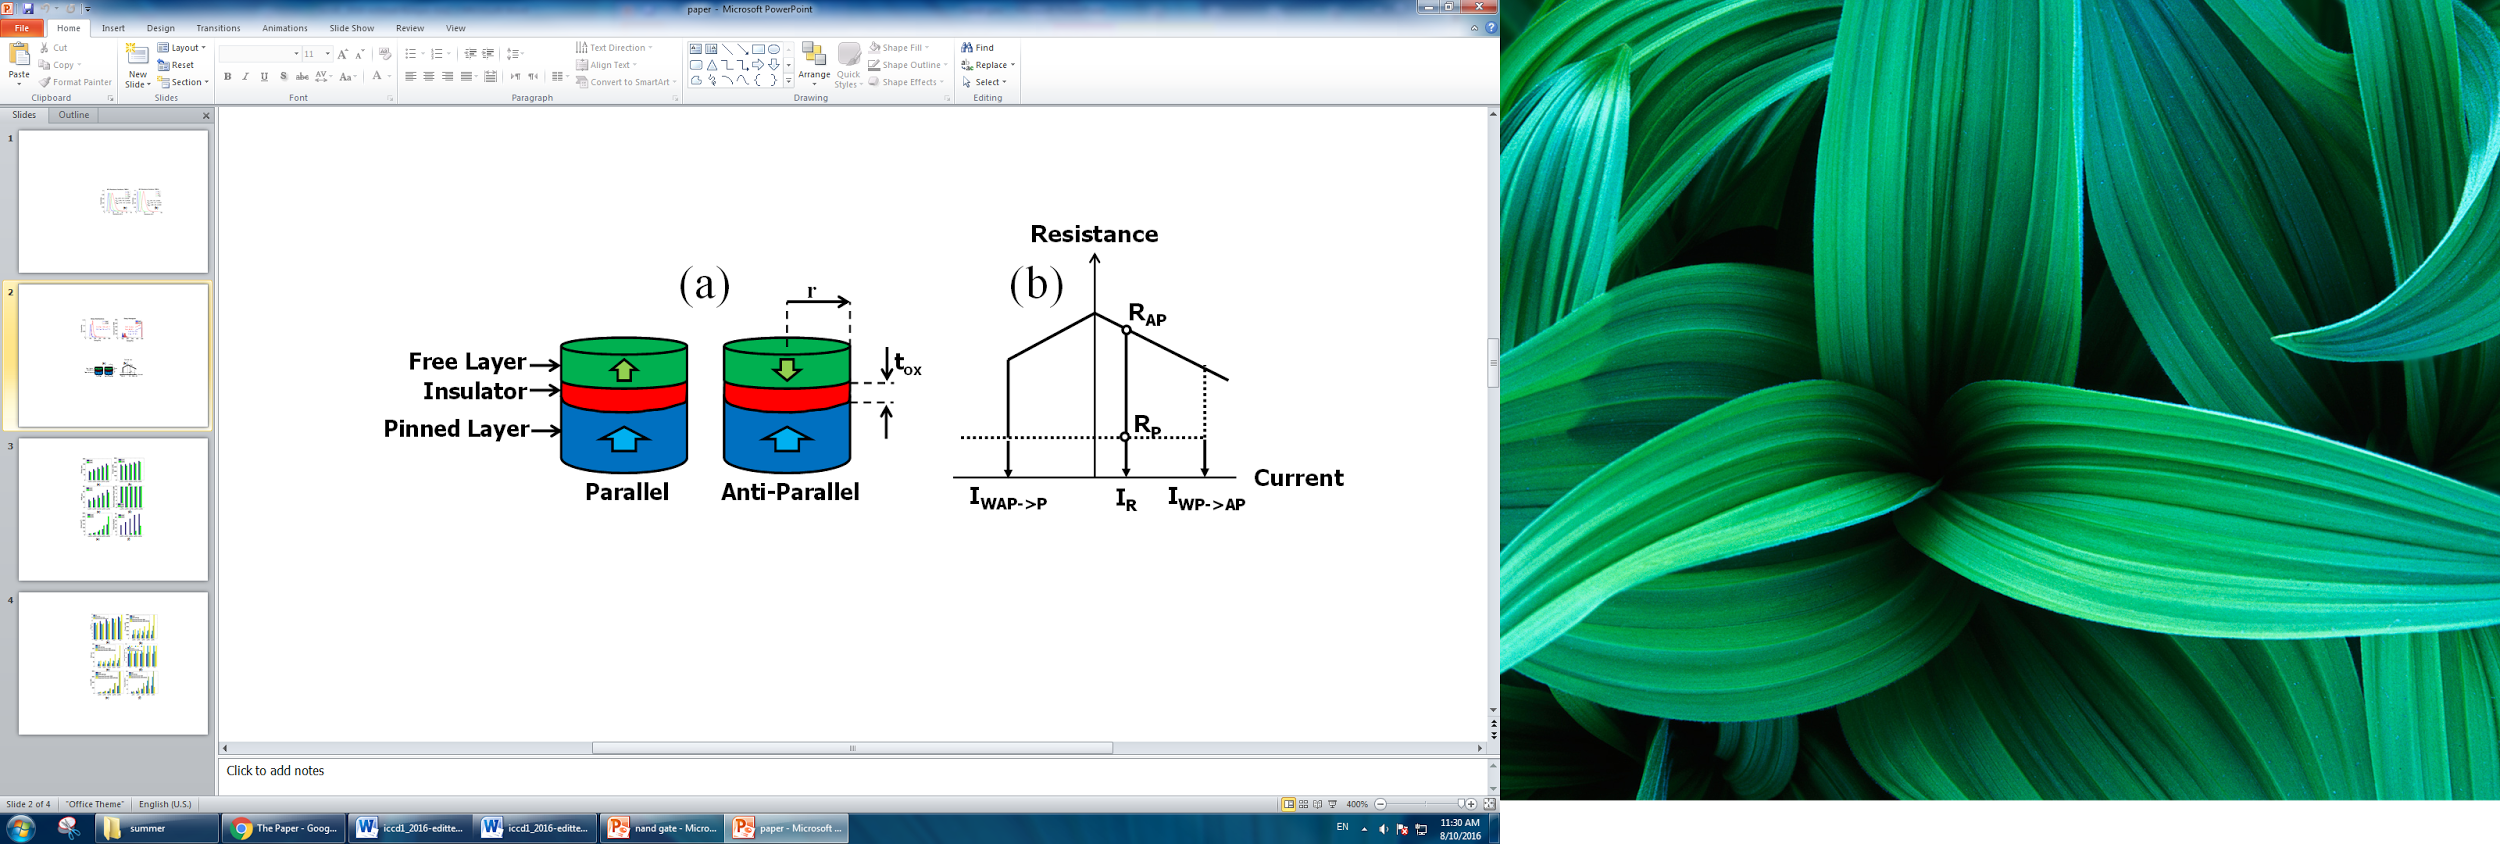 paper - Microsoft PowerPoint
File Home Insert Design Transitions Animations Slide Show Review View
Paste
Cut
Copy
Format Painter
Clipboard
New Slide
Layout
Reset
Section
Slides
11
B I U S abc AV Aa A
Font
Text Direction
Align Text
Convert to SmartArt
Paragraph
Arrange
Quick Styles
Shape Fill
Shape Outline
Shape Effects
Drawing
Find
Replace
Select
Editing
Slides Outline
1
2
3
4
(a)
r
Free Layer
Insulator
Pinned Layer
tox
Parallel
Anti-Parallel
Resistance
(b)
RAP
RP
Current
IWAP->P
IR
IWP->AP
Click to add notes
Slide 2 of 4 "Office Theme" English (U.S.) 400%
summer
The Paper - Goog...
iccd1_2016-editte...
iccd1_2016-editte...
nand gate - Micro...
paper - Microsoft ...
EN
11:30 AM
8/10/2016